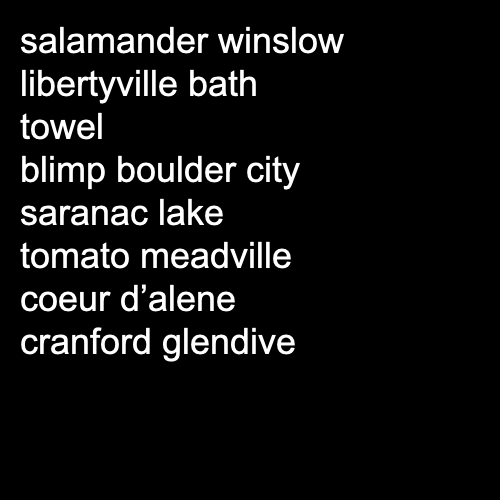 salamander winslow
libertyville bath
towel
blimp boulder city
saranac lake
tomato meadville
coeur d’alene
cranford glendive